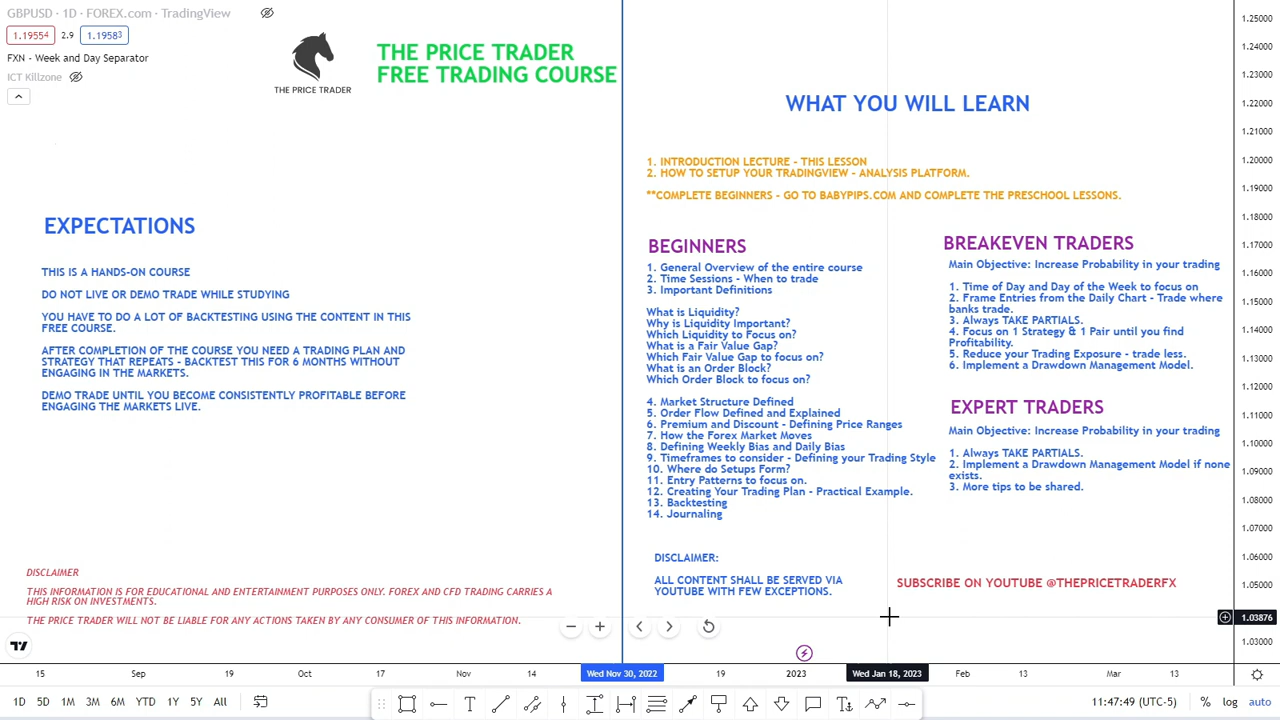 GBPUSD · 1D · FOREX.com · TradingView
1.19554 2.9 1.19583
FXN - Week and Day Separator
ICT Killzone
THE PRICE TRADER
THE PRICE TRADER
FREE TRADING COURSE
EXPECTATIONS
THIS IS A HANDS-ON COURSE
DO NOT LIVE OR DEMO TRADE WHILE STUDYING
YOU HAVE TO DO A LOT OF BACKTESTING USING THE CONTENT IN THIS
FREE COURSE.
AFTER COMPLETION OF THE COURSE YOU NEED A TRADING PLAN AND
STRATEGY THAT REPEATS - BACKTEST THIS FOR 6 MONTHS WITHOUT
ENGAGING IN THE MARKETS.
DEMO TRADE UNTIL YOU BECOME CONSISTENTLY PROFITABLE BEFORE
ENGAGING THE MARKETS LIVE.
DISCLAIMER
THIS INFORMATION IS FOR EDUCATIONAL AND ENTERTAINMENT PURPOSES ONLY. FOREX AND CFD TRADING CARRIES A
HIGH RISK ON INVESTMENTS.
THE PRICE TRADER WILL NOT BE LIABLE FOR ANY ACTIONS TAKEN BY ANY CONSUMER OF THIS INFORMATION.
WHAT YOU WILL LEARN
1. INTRODUCTION LECTURE - THIS LESSON
2. HOW TO SETUP YOUR TRADINGVIEW - ANALYSIS PLATFORM.
**COMPLETE BEGINNERS - GO TO BABYPIPS.COM AND COMPLETE THE PRESCHOOL LESSONS.
BEGINNERS
1. General Overview of the entire course
2. Time Sessions - When to trade
3. Important Definitions
What is Liquidity?
Why is Liquidity Important?
Which Liquidity to Focus on?
What is a Fair Value Gap?
Which Fair Value Gap to focus on?
What is an Order Block?
Which Order Block to focus on?
4. Market Structure Defined
5. Order Flow Defined and Explained
6. Premium and Discount - Defining Price Ranges
7. How the Forex Market Moves
8. Defining Weekly Bias and Daily Bias
9. Timeframes to consider - Defining your Trading Style
10. Where do Setups Form?
11. Entry Patterns to focus on.
12. Creating Your Trading Plan - Practical Example.
13. Backtesting
14. Journaling
DISCLAIMER:
ALL CONTENT SHALL BE SERVED VIA
YOUTUBE WITH FEW EXCEPTIONS.
BREAKEVEN TRADERS
Main Objective: Increase Probability in your trading
1. Time of Day and Day of the Week to focus on
2. Frame Entries from the Daily Chart - Trade where
banks trade.
3. Always TAKE PARTIALS.
4. Focus on 1 Strategy & 1 Pair until you find
Profitability.
5. Reduce your Trading Exposure - trade less.
6. Implement a Drawdown Management Model.
EXPERT TRADERS
Main Objective: Increase Probability in your trading
1. Always TAKE PARTIALS.
2. Implement a Drawdown Management Model if none
exists.
3. More tips to be shared.
SUBSCRIBE ON YOUTUBE @THEPRICETRADERFX
1.25000
1.24000
1.23000
1.22000
1.21000
1.20000
1.19000
1.18000
1.17000
1.16000
1.15000
1.14000
1.13000
1.12000
1.11000
1.10000
1.09000
1.08000
1.07000
1.06000
1.05000
1.03876
1.03000
15 Sep 19 Oct 17 Nov 14 Wed Nov 30, 2022 19 2023 Wed Jan 18, 2023 Feb 13 Mar 13
1D 5D 1M 3M 6M YTD 1Y 5Y All 11:47:49 (UTC-5) % log auto